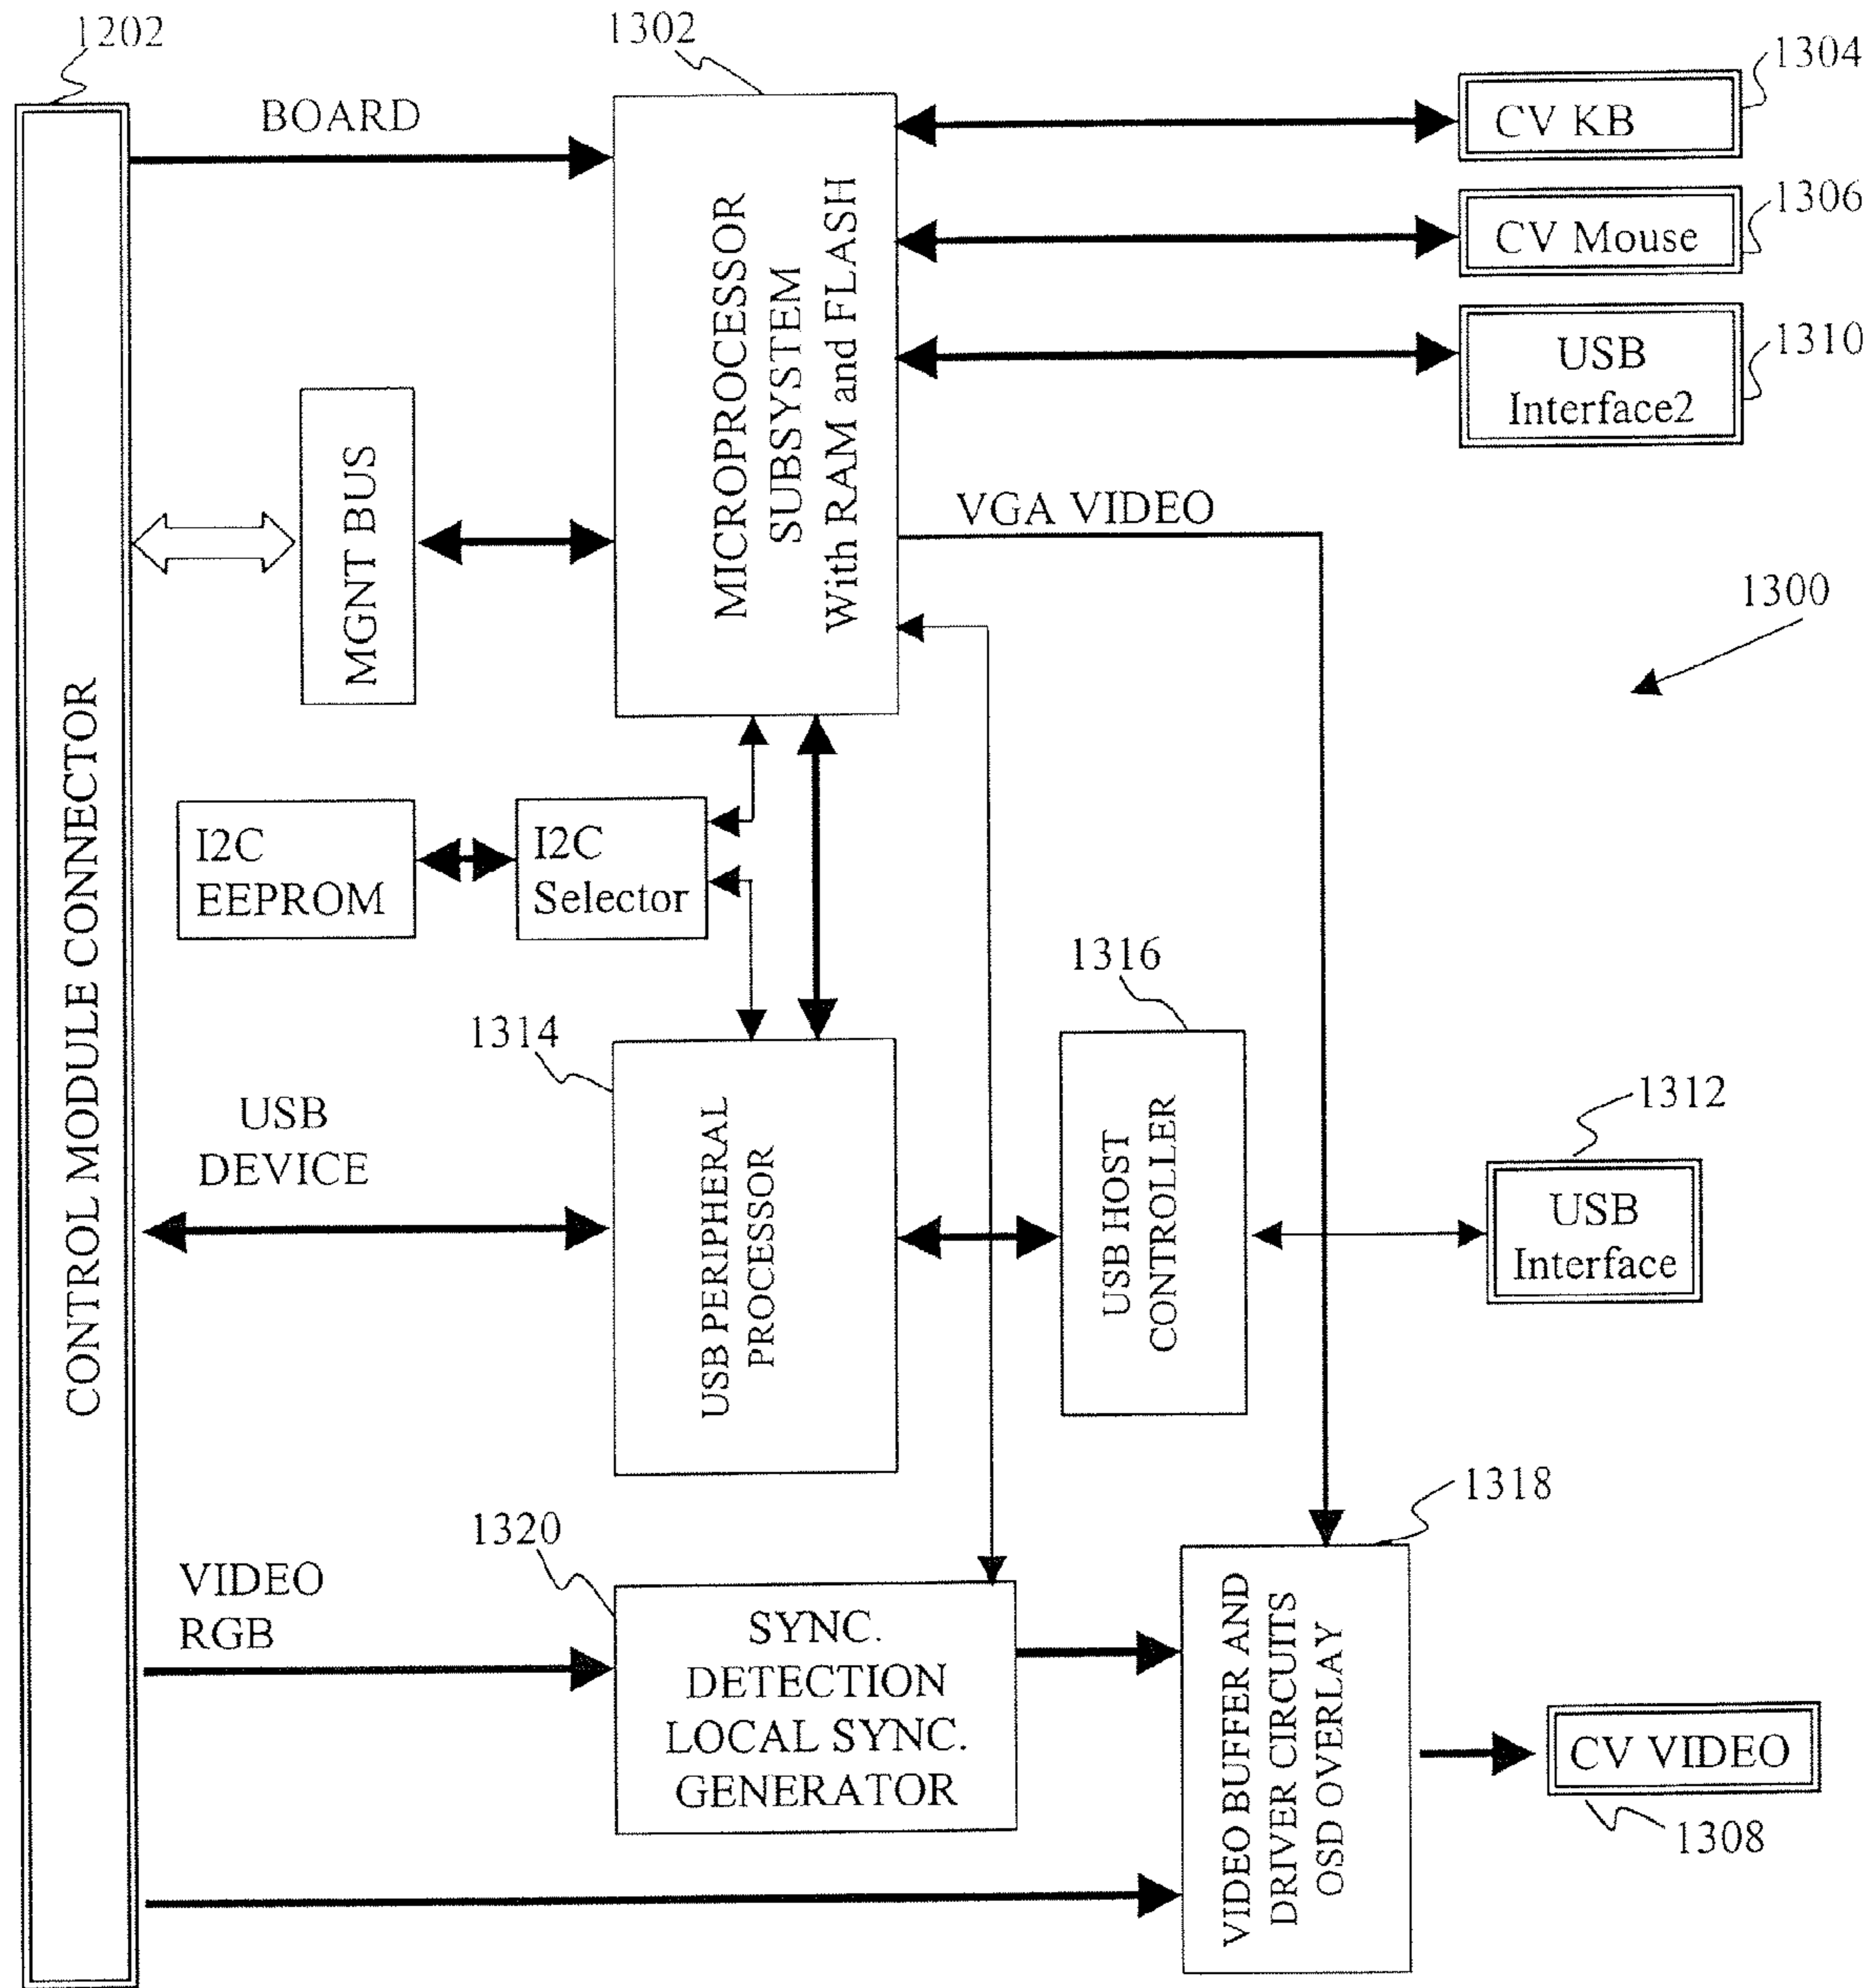 1202
1302
1304
BOARD
CV KB
1306
CV Mouse
MICROPROCESSOR
SUBSYSTEM
With RAM and FLASH
1310
USB
Interface2
MGNT BUS
VGA VIDEO
1300
CONTROL MODULE CONNECTOR
I2C
EEPROM
I2C
Selector
1316
1314
1312
USB
DEVICE
USB PERIPHERAL
PROCESSOR
USB HOST
CONTROLLER
USB
Interface
1318
1320
VIDEO
RGB
SYNC.
DETECTION
LOCAL SYNC.
GENERATOR
VIDEO BUFFER AND
DRIVER CIRCUITS
OSD OVERLAY
CV VIDEO
1308